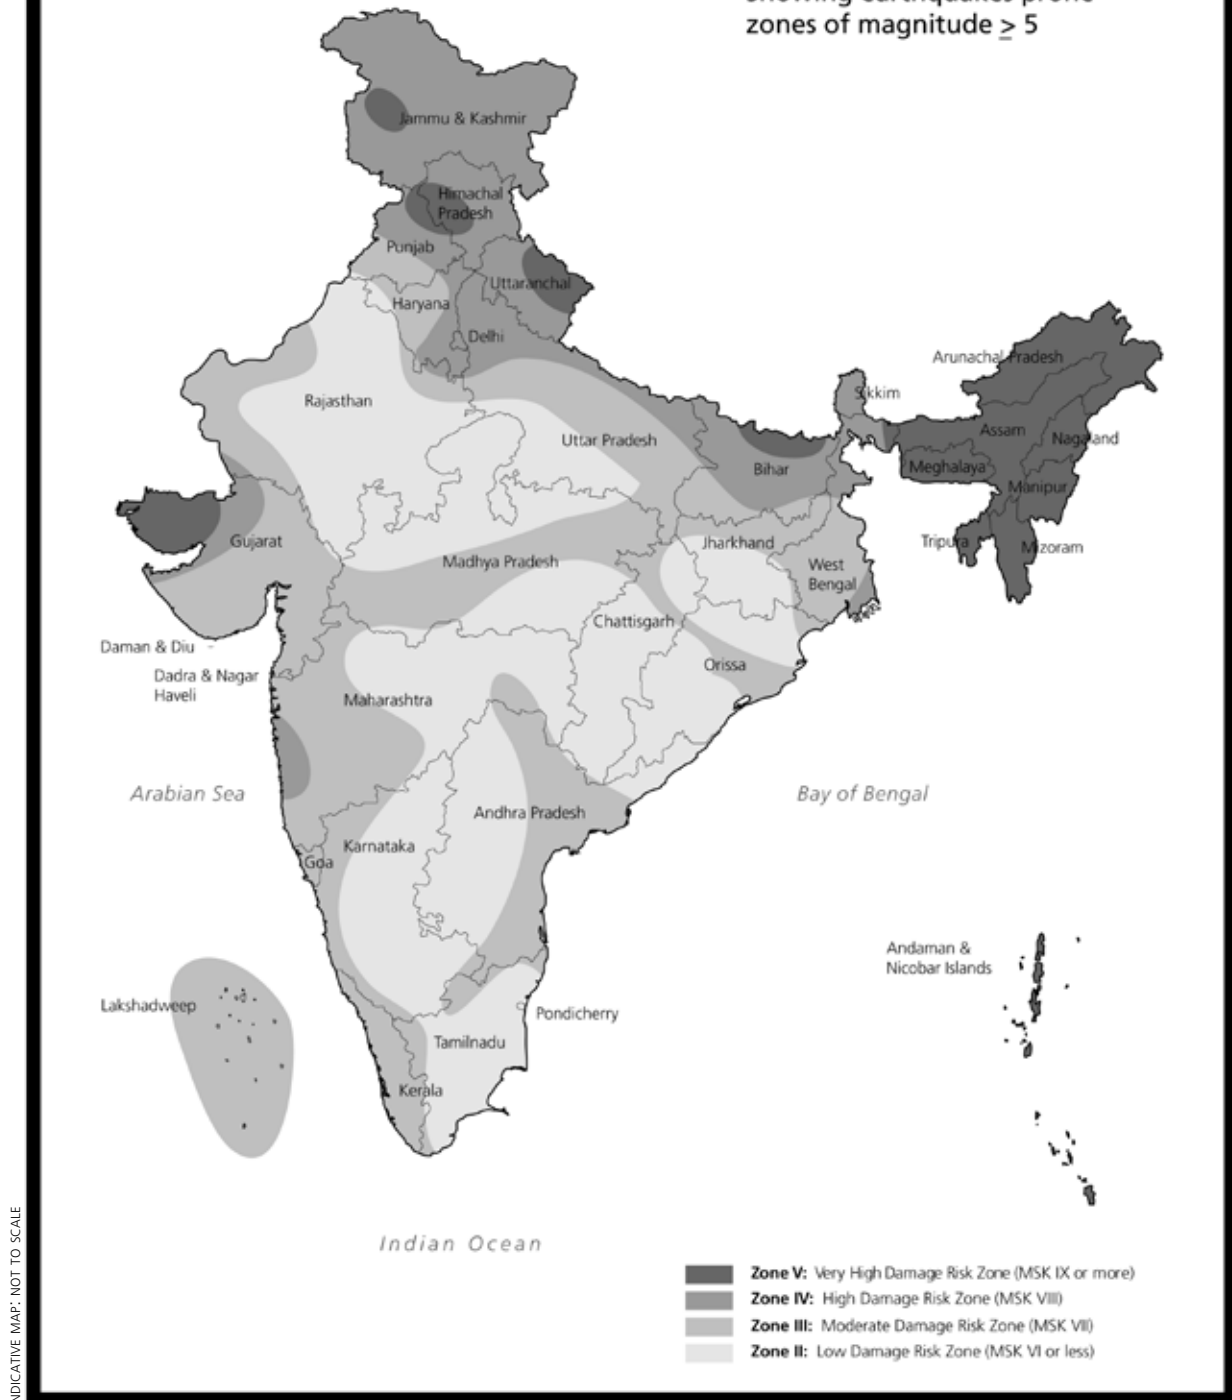 showing earthquakes prone
zones of magnitude ≥ 5
Jammu & Kashmir
Himachal
Pradesh
Punjab
Uttaranchal
Haryana
Delhi
Arunachal Pradesh
Sikkim
Rajasthan
Assam
Nagaland
Uttar Pradesh
Bihar
Meghalaya
Manipur
Gujarat
Jharkhand
Tripura
Mizoram
Madhya Pradesh
West
Bengal
Chattisgarh
Daman & Diu
Dadra & Nagar
Haveli
Orissa
Maharashtra
Arabian Sea
Bay of Bengal
Andhra Pradesh
Karnataka
Goa
Andaman &
Nicobar Islands
Lakshadweep
Pondicherry
Tamilnadu
Kerala
Indian Ocean
Zone V: Very High Damage Risk Zone (MSK IX or more)
Zone IV: High Damage Risk Zone (MSK VIII)
Zone III: Moderate Damage Risk Zone (MSK VII)
Zone II: Low Damage Risk Zone (MSK VI or less)
NDICATIVE MAP: NOT TO SCALE